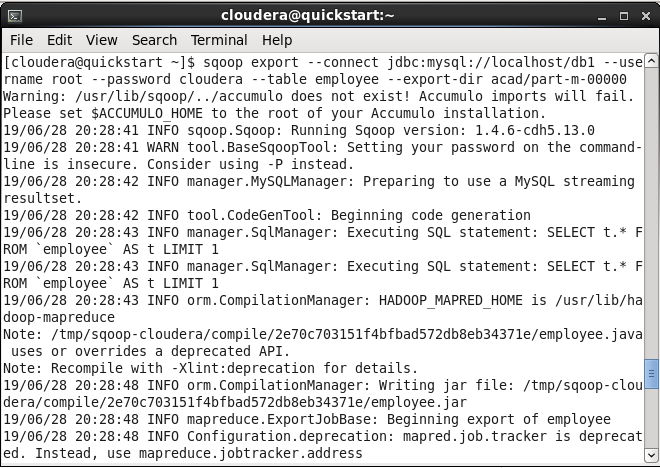 cloudera@quickstart:~
File Edit View Search Terminal Help
[cloudera@quickstart ~]$ sqoop export --connect jdbc:mysql://localhost/db1 --use
rname root --password cloudera --table employee --export-dir acad/part-m-00000
Warning: /usr/lib/sqoop/../accumulo does not exist! Accumulo imports will fail.
Please set $ACCUMULO_HOME to the root of your Accumulo installation.
19/06/28 20:28:41 INFO sqoop.Sqoop: Running Sqoop version: 1.4.6-cdh5.13.0
19/06/28 20:28:41 WARN tool.BaseSqoopTool: Setting your password on the command-
line is insecure. Consider using -P instead.
19/06/28 20:28:42 INFO manager.MySQLManager: Preparing to use a MySQL streaming
resultset.
19/06/28 20:28:42 INFO tool.CodeGenTool: Beginning code generation
19/06/28 20:28:43 INFO manager.SqlManager: Executing SQL statement: SELECT t.* F
ROM `employee` AS t LIMIT 1
19/06/28 20:28:43 INFO manager.SqlManager: Executing SQL statement: SELECT t.* F
ROM `employee` AS t LIMIT 1
19/06/28 20:28:43 INFO orm.CompilationManager: HADOOP_MAPRED_HOME is /usr/lib/ha
doop-mapreduce
Note: /tmp/sqoop-cloudera/compile/2e70c703151f4bfbad572db8eb34371e/employee.java
 uses or overrides a deprecated API.
Note: Recompile with -Xlint:deprecation for details.
19/06/28 20:28:48 INFO orm.CompilationManager: Writing jar file: /tmp/sqoop-clou
dera/compile/2e70c703151f4bfbad572db8eb34371e/employee.jar
19/06/28 20:28:48 INFO mapreduce.ExportJobBase: Beginning export of employee
19/06/28 20:28:48 INFO Configuration.deprecation: mapred.job.tracker is deprecat
ed. Instead, use mapreduce.jobtracker.address